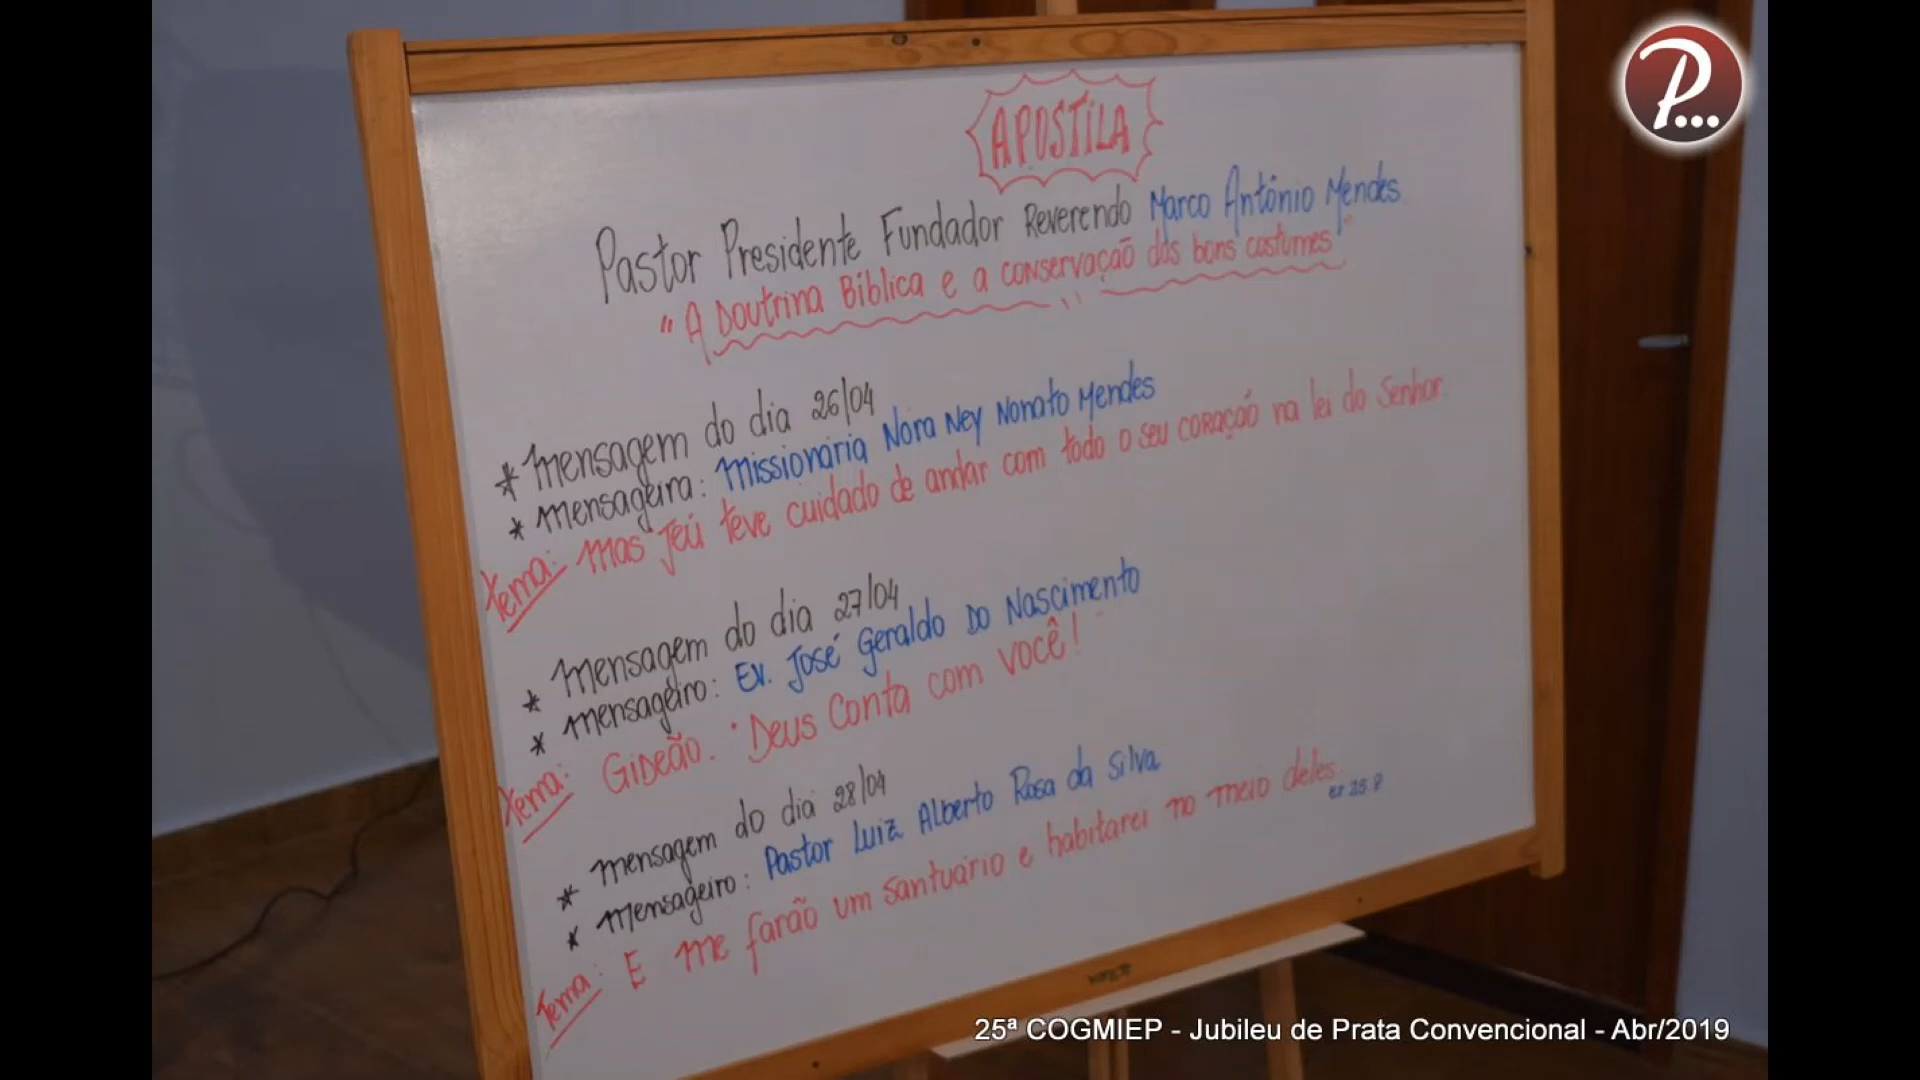 P...
APOSTILA
Pastor Presidente Fundador Reverendo Marco Antônio Mendes
"A Doutrina Bíblica e a conservação dos bons costumes"
* Mensagem do dia 26/04
* Mensageira: Missionária Nora Ney Nonato Mendes
Tema: Mas Jeú teve cuidado de andar com todo o seu coração na lei do Senhor.
* Mensagem do dia 27/04
* Mensageiro: Ev. José Geraldo Do Nascimento
Tema: Gideão. "Deus Conta com você!
* Mensagem do dia 28/04
* Mensageiro: Pastor Luiz Alberto Rosa da Silva
Tema: E me farão um santuário e habitarei no meio deles.
25.8
25ª COGMIEP - Jubileu de Prata Convencional - Abr/2019